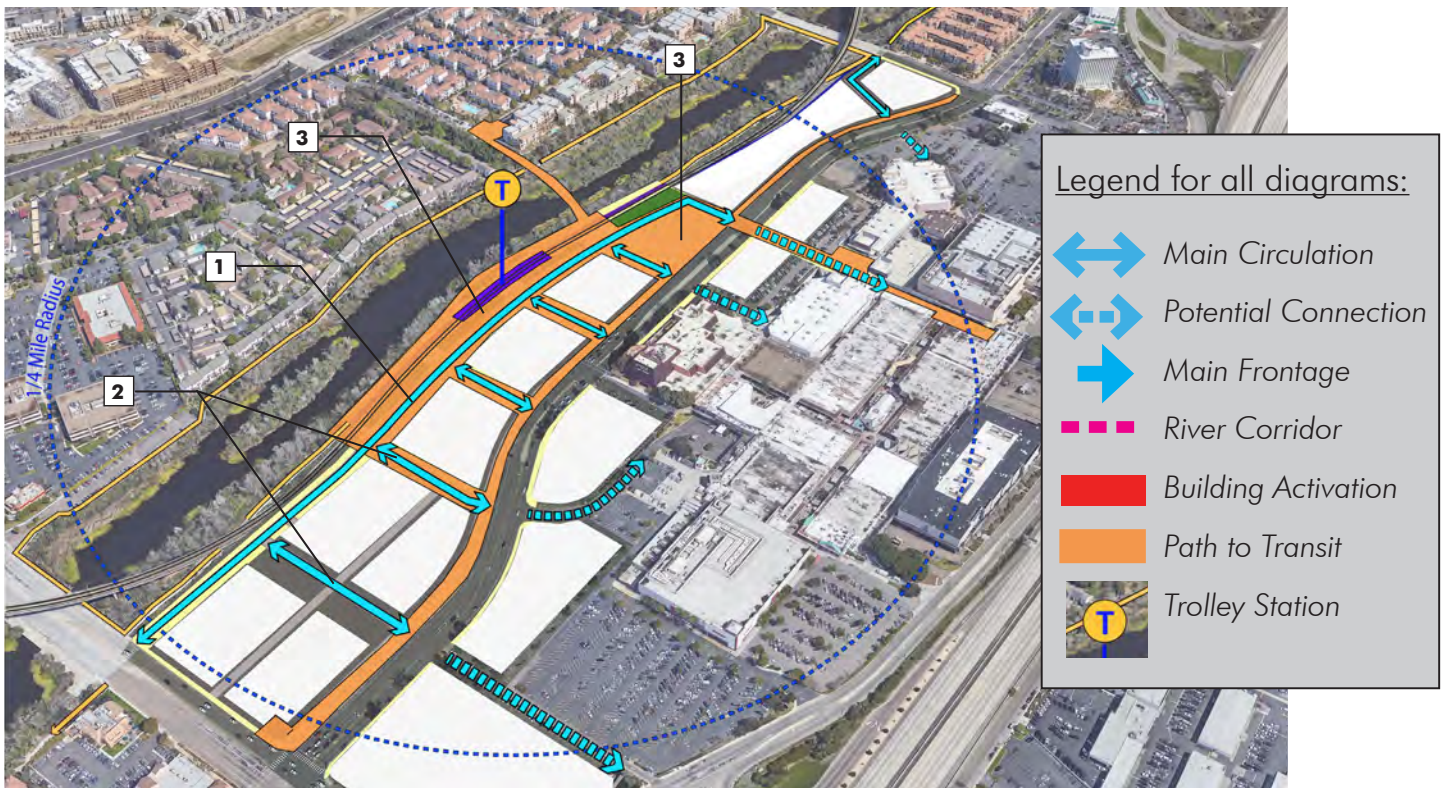 3
3
T
1
2
1/4 Mile Radius
Legend for all diagrams:
Main Circulation
Potential Connection
Main Frontage
River Corridor
Building Activation
Path to Transit
T
Trolley Station